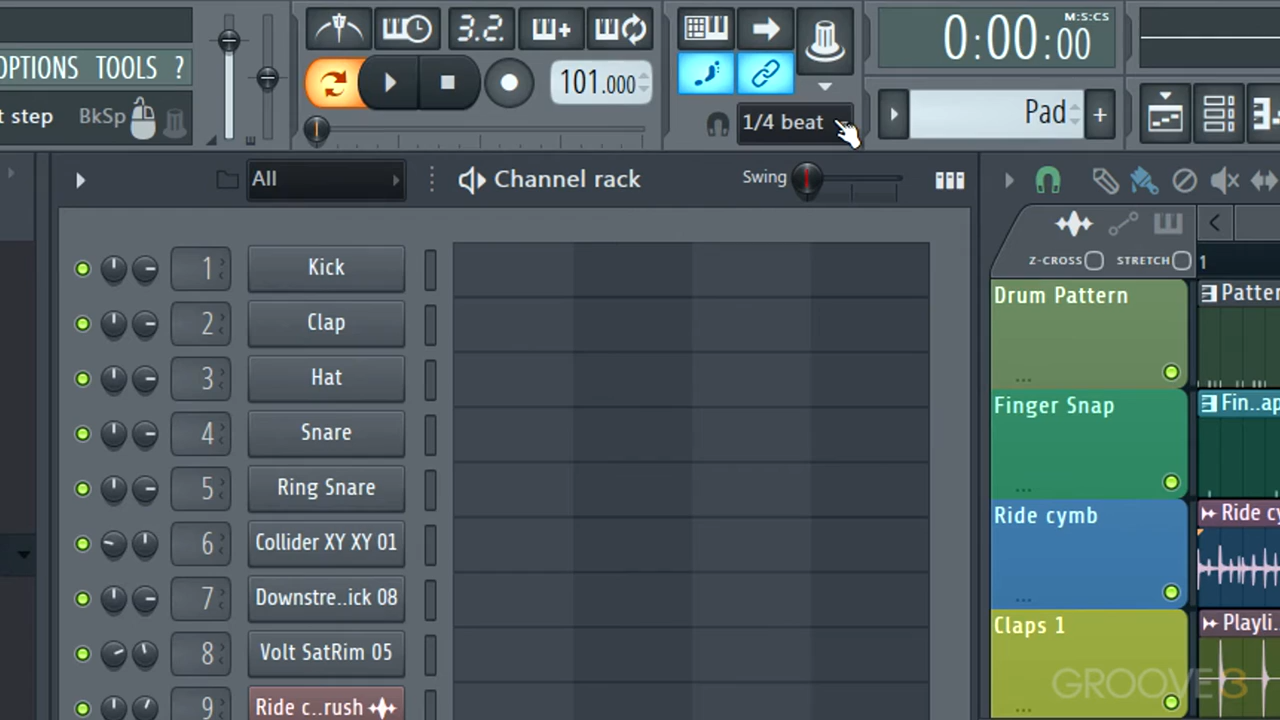 OPTIONS TOOLS ?
t step BkSp
3.2.
101.000
1/4 beat
0:00:00
M:S:CS
Pad
All
Channel rack
Swing
Z-CROSS
STRETCH
1
1 Kick
2 Clap
3 Hat
4 Snare
5 Ring Snare
6 Collider XY XY 01
7 Downstre..ick 08
8 Volt SatRim 05
9 Ride c..rush
Drum Pattern
...
Patter
Finger Snap
...
Fin..ap
Ride cymb
...
Ride cy
Claps 1
...
Playli
GROOVE3